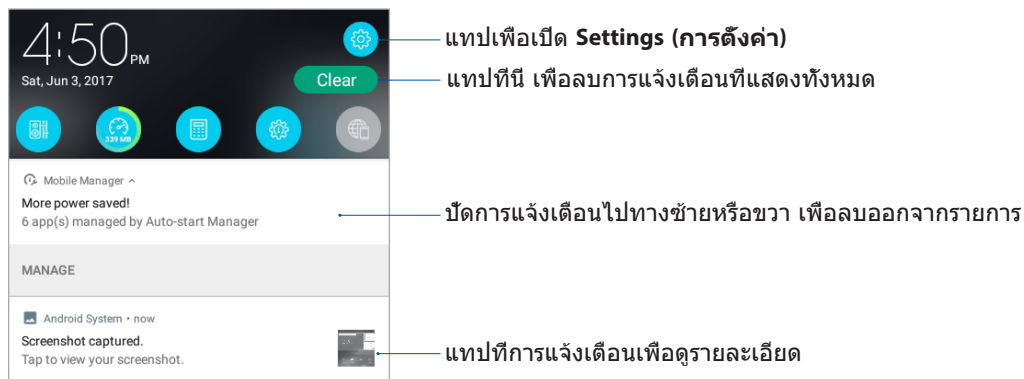 4:50 PM
Sat, Jun 3, 2017
Clear
339 MB
Mobile Manager
More power saved!
6 app(s) managed by Auto-start Manager
MANAGE
Android System • now
Screenshot captured.
Tap to view your screenshot.
แทปเพื่อเปิด Settings (การตั้งค่า)
แทปที่นี่ เพื่อลบการแจ้งเตือนที่แสดงทั้งหมด
ปัดการแจ้งเตือนไปทางซ้ายหรือขวา เพื่อลบออกจากรายการ
แทปที่การแจ้งเตือนเพื่อดูรายละเอียด